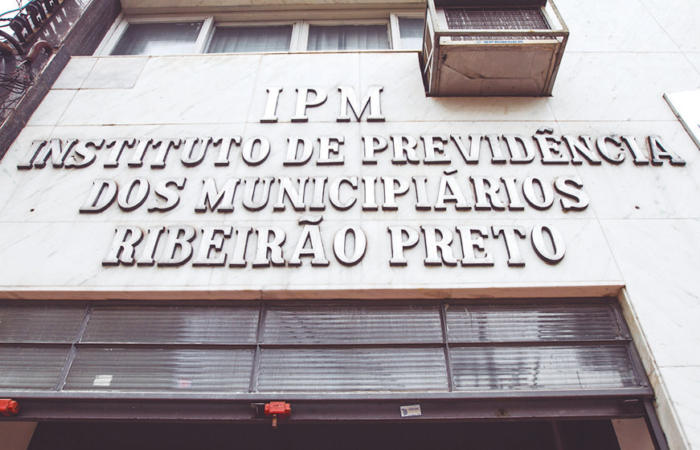 IPM
INSTITUTO DE PREVIDÊNCIA
DOS MUNICIPIÁRIOS
RIBEIRÃO PRETO